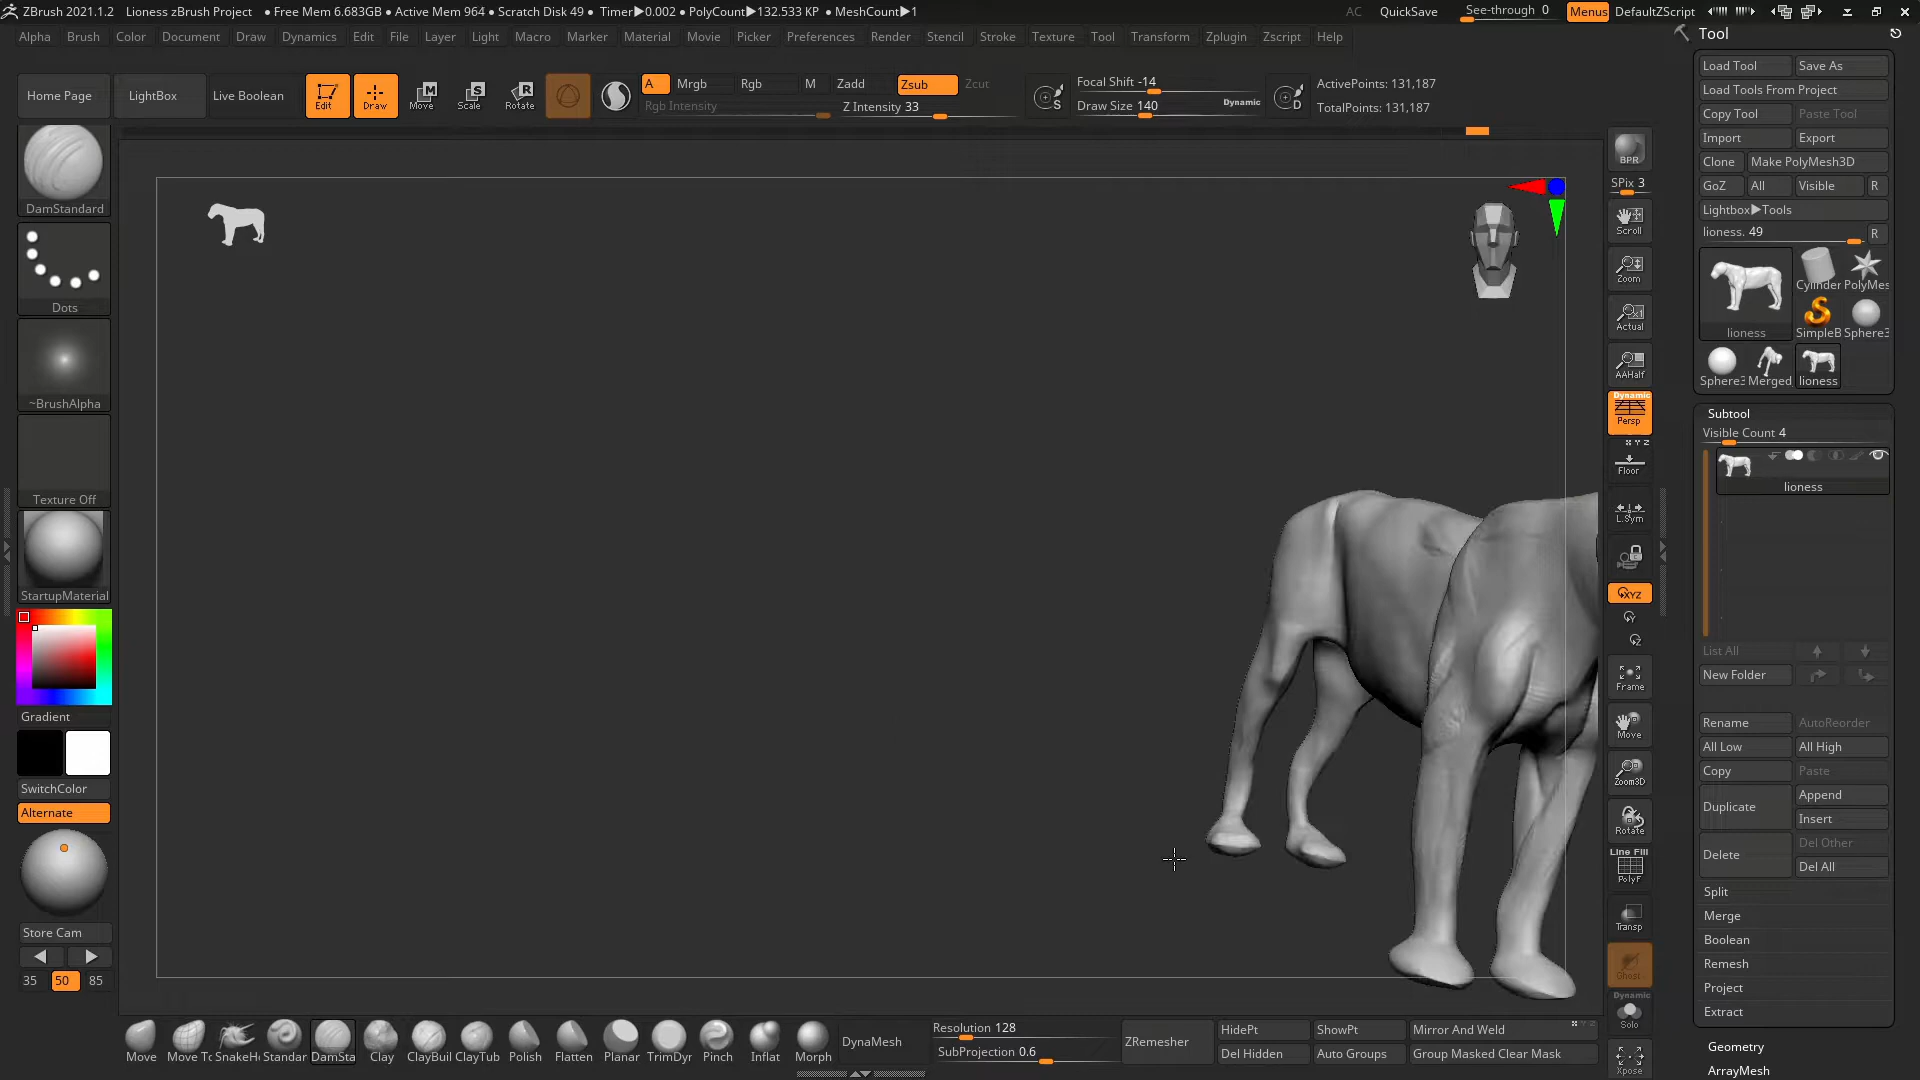 ZBrush 2021.1.2 Lioness zBrush Project • Free Mem 6.683GB • Active Mem 964 • Scratch Disk 49 • Timer▶0.002 • PolyCount▶132.533 KP • MeshCount▶1 AC QuickSave See-through 0 Menus DefaultZScript
Alpha Brush Color Document Draw Dynamics Edit File Layer Light Macro Marker Material Movie Picker Preferences Render Stencil Stroke Texture Tool Transform Zplugin Zscript Help
Home Page LightBox Live Boolean Edit Draw Move Scale Rotate
A Mrgb Rgb M Zadd Zsub Zcut
Rgb Intensity Z Intensity 33
Focal Shift -14
Draw Size 140 Dynamic
ActivePoints: 131,187
TotalPoints: 131,187
DamStandard
Dots
~BrushAlpha
Texture Off
StartupMaterial
Gradient
SwitchColor
Alternate
Store Cam
35 50 85
BPR
SPix 3
Scroll
Zoom
Actual
AAHalf
Dynamic
Persp
Floor
L.Sym
XYZ
Frame
Move
Zoom3D
Rotate
Line Fill
PolyF
Transp
Ghost
Dynamic
Solo
Xpose
Tool
Load Tool Save As
Load Tools From Project
Copy Tool Paste Tool
Import Export
Clone Make PolyMesh3D
GoZ All Visible R
Lightbox▶Tools
lioness. 49 R
Cylinder PolyMes
lioness SimpleB Sphere3
Sphere3 Merged lioness
Subtool
Visible Count 4
lioness
List All
New Folder
Rename AutoReorder
All Low All High
Copy Paste
Duplicate Append
Insert
Delete Del Other
Del All
Split
Merge
Boolean
Remesh
Project
Extract
Geometry
ArrayMesh
Move Move To SnakeH Standar DamSta Clay ClayBuil ClayTub Polish Flatten Planar TrimDyr Pinch Inflat Morph
DynaMesh
Resolution 128
SubProjection 0.6
ZRemesher
HidePt ShowPt Mirror And Weld
Del Hidden Auto Groups Group Masked Clear Mask